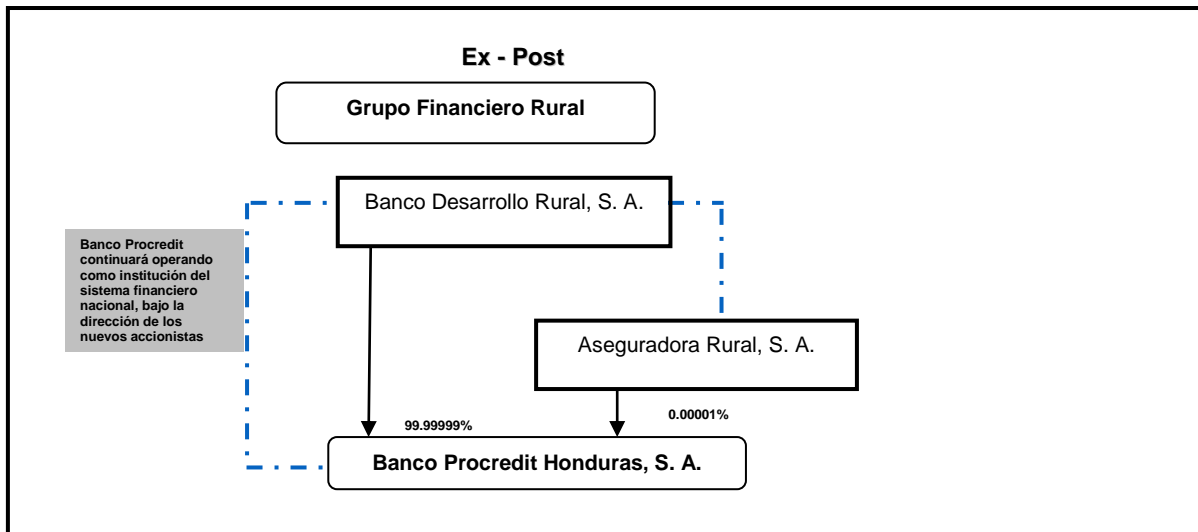 Ex - Post
Grupo Financiero Rural
Banco Desarrollo Rural, S. A.
Banco Procredit
continuará operando
como institución del
sistema financiero
nacional, bajo la
dirección de los
nuevos accionistas
Aseguradora Rural, S. A.
99.99999%
0.00001%
Banco Procredit Honduras, S. A.